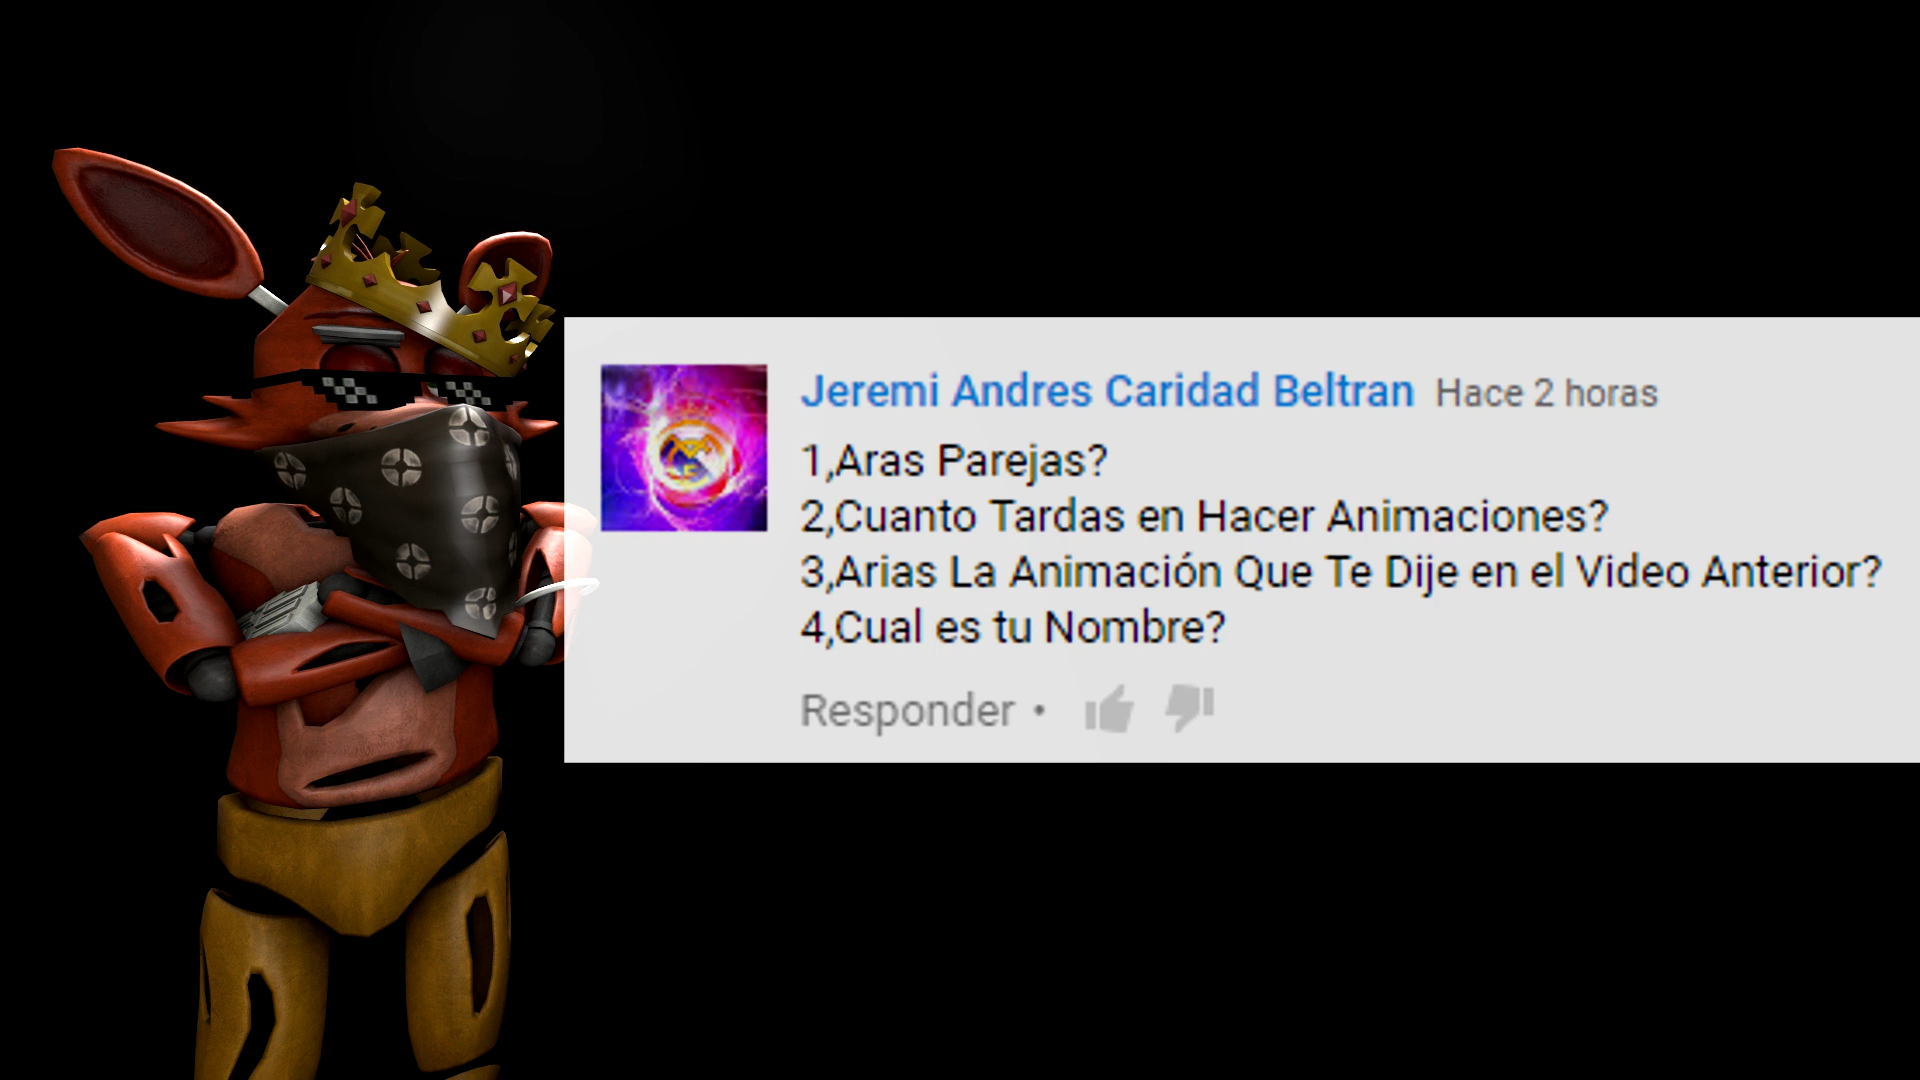 Jeremi Andres Caridad Beltran Hace 2 horas
1,Aras Parejas?
2,Cuanto Tardas en Hacer Animaciones?
3,Arias La Animación Que Te Dije en el Video Anterior?
4,Cual es tu Nombre?
Responder •